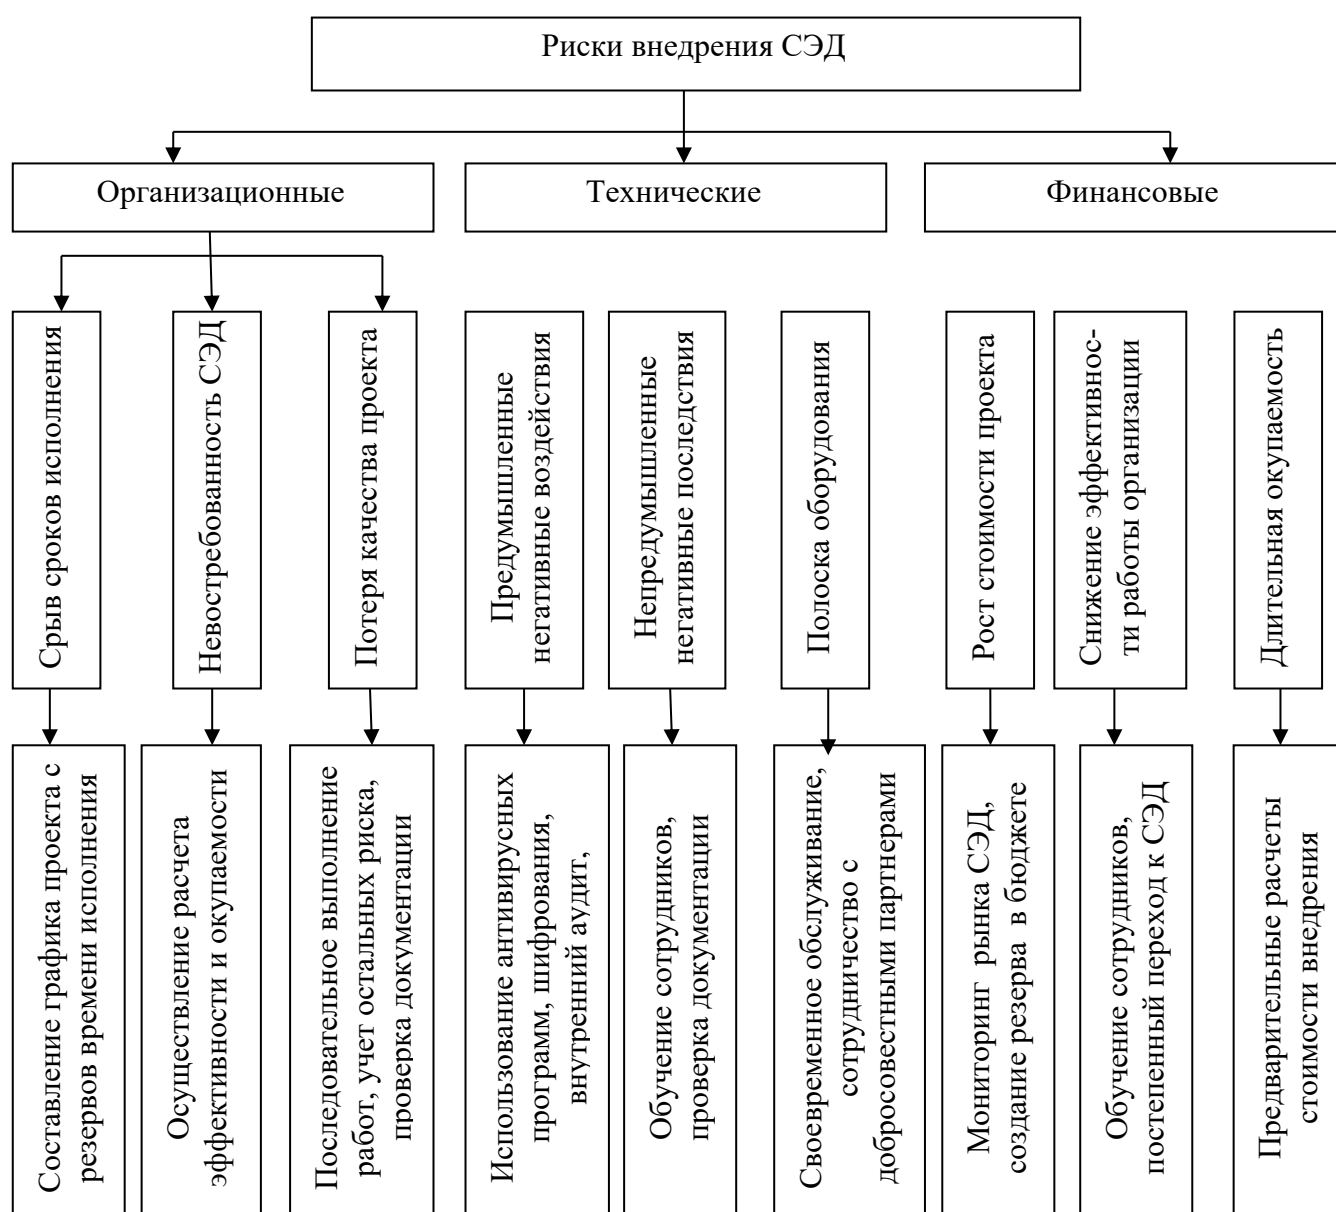 Риски внедрения СЭД
Организационные
Технические
Финансовые
Срыв сроков исполнения
Невостребованность СЭД
Потеря качества проекта
Предумышленные
негативные воздействия
Непредумышленные
негативные последствия
Полоска оборудования
Рост стоимости проекта
Снижение эффективнос-
ти работы организации
Длительная окупаемость
Составление графика проекта с
резервов времени исполнения
Осуществление расчета
эффективности и окупаемости
Последовательное выполнение
работ, учет остальных риска,
проверка документации
Использование антивирусных
программ, шифрования,
внутренний аудит,
Обучение сотрудников,
проверка документации
Своевременное обслуживание,
сотрудничество с
добросовестными партнерами
Мониторинг рынка СЭД,
создание резерва в бюджете
Обучение сотрудников,
постепенный переход к СЭД
Предварительные расчеты
стоимости внедрения